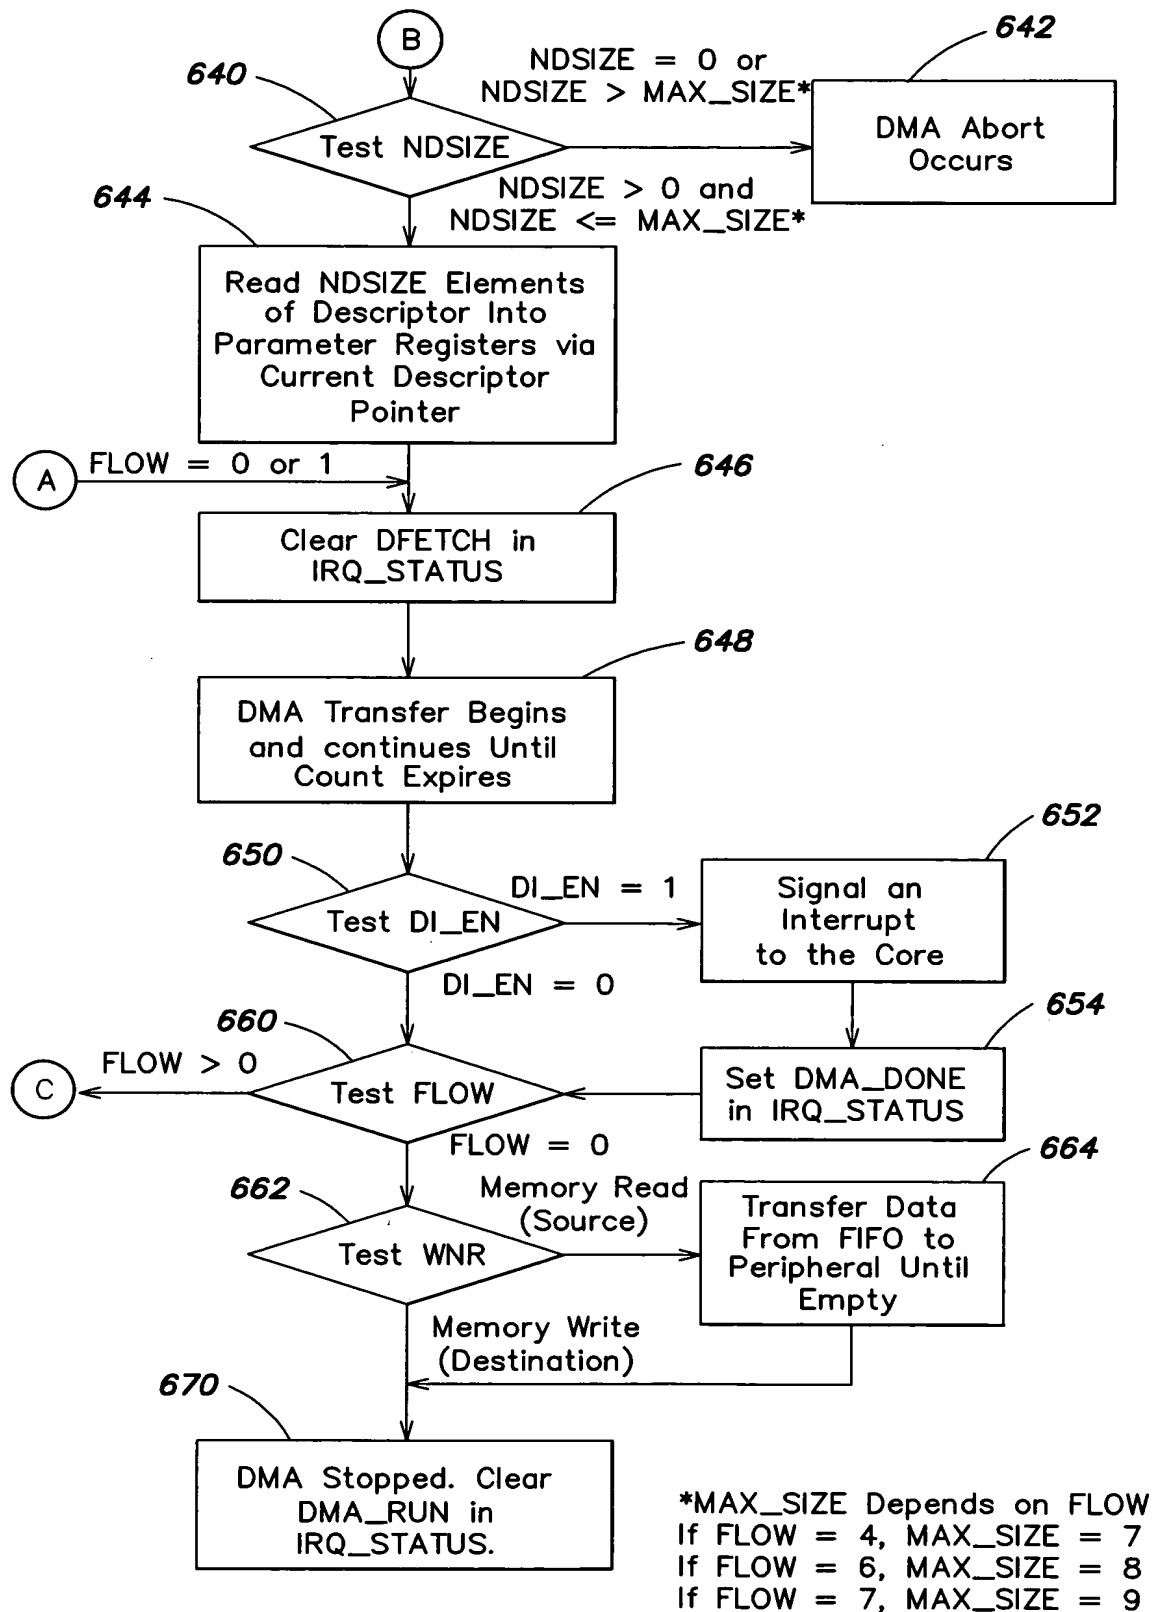 B
642
640
NDSIZE = 0 or
NDSIZE > MAX_SIZE*
Test NDSIZE
DMA Abort
Occurs
644
NDSIZE > 0 and
NDSIZE <= MAX_SIZE*
Read NDSIZE Elements
of Descriptor Into
Parameter Registers via
Current Descriptor
Pointer
A
FLOW = 0 or 1
646
Clear DFETCH in
IRQ_STATUS
648
DMA Transfer Begins
and continues Until
Count Expires
652
650
DI_EN = 1
Test DI_EN
Signal an
Interrupt
to the Core
DI_EN = 0
654
660
FLOW > 0
C
Test FLOW
Set DMA_DONE
in IRQ_STATUS
FLOW = 0
664
662
Memory Read
(Source)
Test WNR
Transfer Data
From FIFO to
Peripheral Until
Empty
Memory Write
(Destination)
670
DMA Stopped. Clear
DMA_RUN in
IRQ_STATUS.
*MAX_SIZE Depends on FLOW
If FLOW = 4, MAX_SIZE = 7
If FLOW = 6, MAX_SIZE = 8
If FLOW = 7, MAX_SIZE = 9